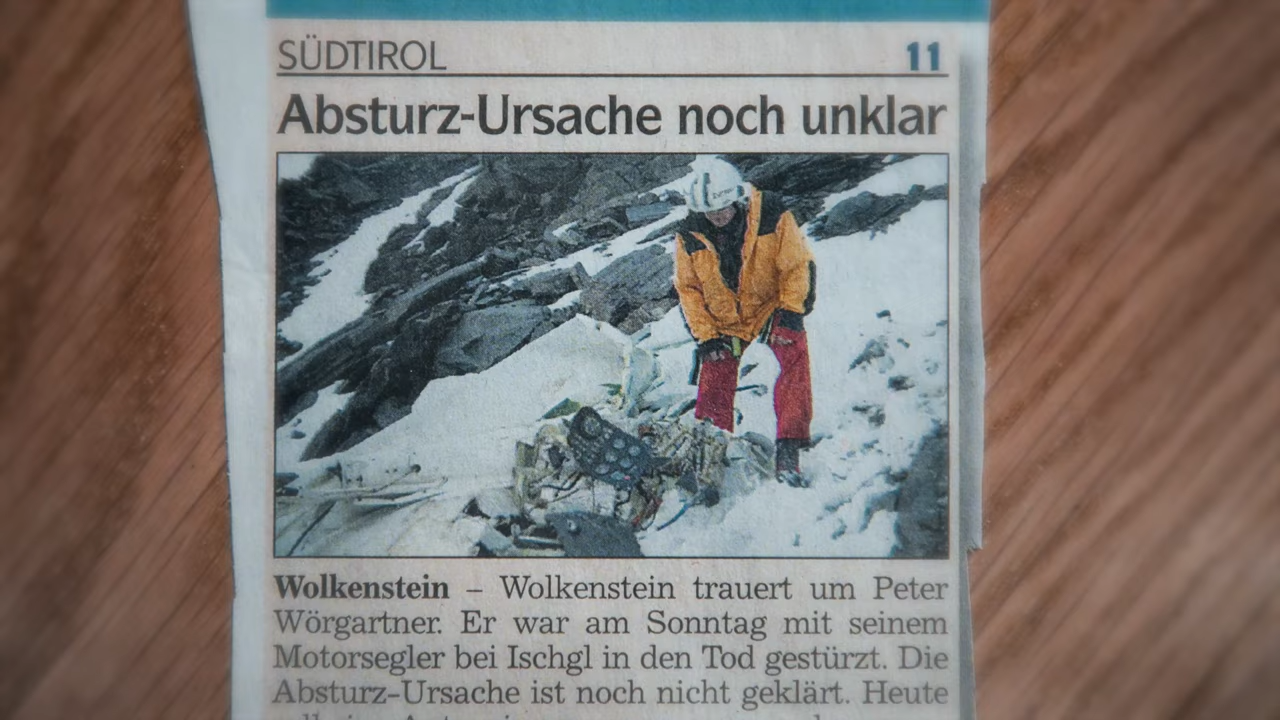 SÜDTIROL 11
Absturz-Ursache noch unklar
Wolkenstein – Wolkenstein trauert um Peter
Wörgartner. Er war am Sonntag mit seinem
Motorsegler bei Ischgl in den Tod gestürzt. Die
Absturz-Ursache ist noch nicht geklärt. Heute